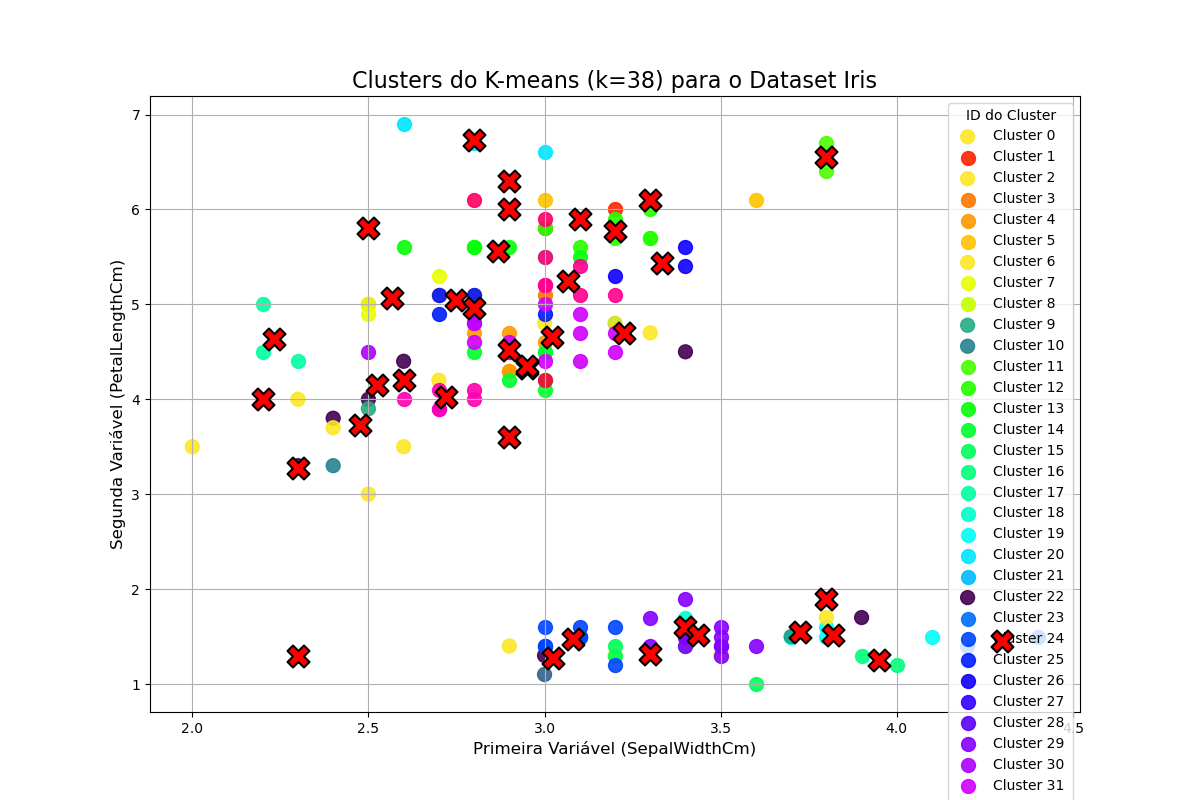 Clusters do K-means (k=38) para o Dataset Iris
7
6
5
4
3
2
1
Segunda Variável (PetalLengthCm)
2.0
2.5
3.0
3.5
4.0
4.5
Primeira Variável (SepalWidthCm)
ID do Cluster
Cluster 0
Cluster 1
Cluster 2
Cluster 3
Cluster 4
Cluster 5
Cluster 6
Cluster 7
Cluster 8
Cluster 9
Cluster 10
Cluster 11
Cluster 12
Cluster 13
Cluster 14
Cluster 15
Cluster 16
Cluster 17
Cluster 18
Cluster 19
Cluster 20
Cluster 21
Cluster 22
Cluster 23
Cluster 24
Cluster 25
Cluster 26
Cluster 27
Cluster 28
Cluster 29
Cluster 30
Cluster 31